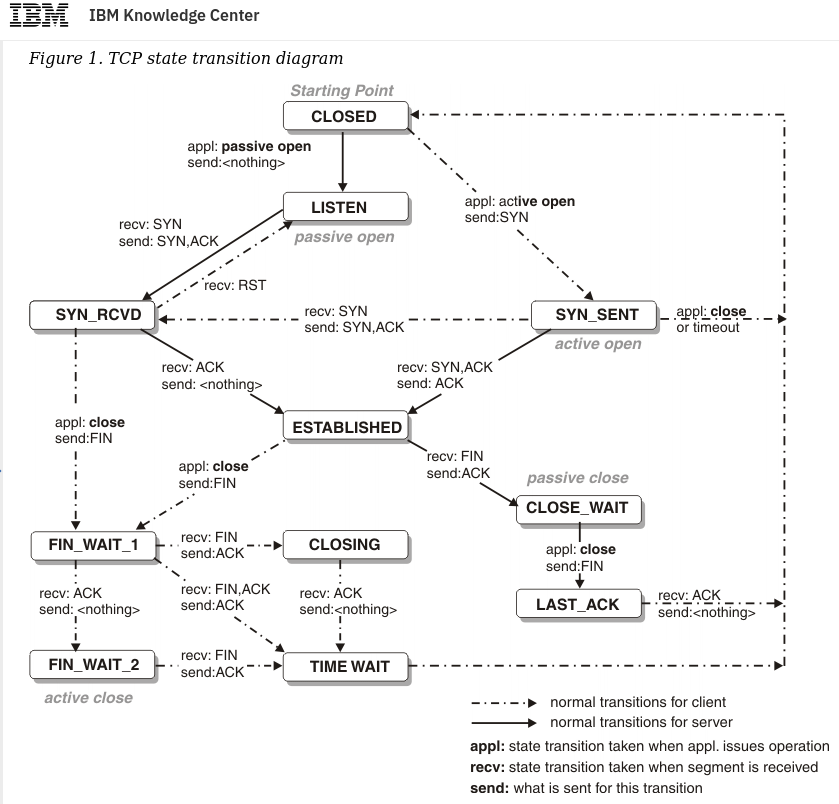 IBM
IBM Knowledge Center
Figure 1. TCP state transition diagram
Starting Point
CLOSED
appl: passive open
send:<nothing>
LISTEN
passive open
appl: active open
send:SYN
recv: SYN
send: SYN,ACK
recv: RST
SYN_RCVD
recv: SYN
send: SYN,ACK
SYN_SENT
active open
appl: close
or timeout
recv: ACK
send: <nothing>
recv: SYN,ACK
send: ACK
appl: close
send:FIN
ESTABLISHED
appl: close
send:FIN
recv: FIN
send:ACK
passive close
CLOSE_WAIT
FIN_WAIT_1
recv: FIN
send:ACK
CLOSING
appl: close
send:FIN
recv: ACK
send: <nothing>
recv: FIN,ACK
send:ACK
recv: ACK
send:<nothing>
LAST_ACK
recv: ACK
send:<nothing>
FIN_WAIT_2
recv: FIN
send:ACK
TIME WAIT
active close
normal transitions for client
normal transitions for server
appl: state transition taken when appl. issues operation
recv: state transition taken when segment is received
send: what is sent for this transition